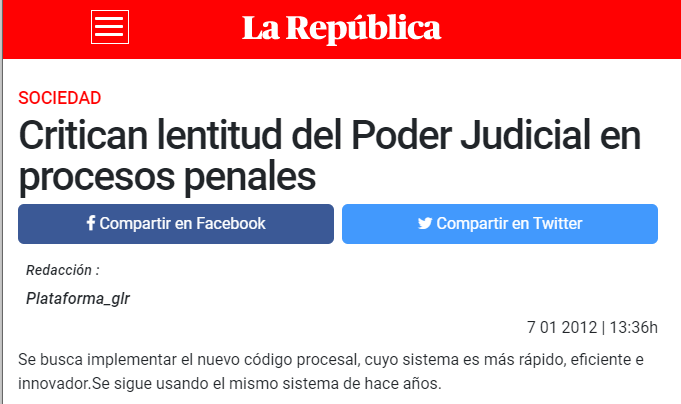 La República
SOCIEDAD
Critican lentitud del Poder Judicial en
procesos penales
Compartir en Facebook
Compartir en Twitter
Redacción :
Plataforma_glr
7 01 2012 | 13:36h
Se busca implementar el nuevo código procesal, cuyo sistema es más rápido, eficiente e
innovador.Se sigue usando el mismo sistema de hace años.